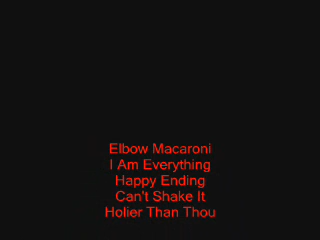 Elbow Macaroni
I Am Everything
Happy Ending
Can't Shake It
Holier Than Thou